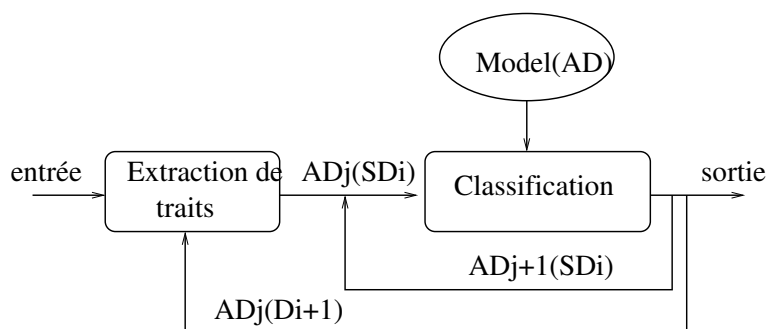 Model(AD)
entrée
Extraction de
traits
ADj(SDi)
Classification
sortie
ADj+1(SDi)
ADj(Di+1)